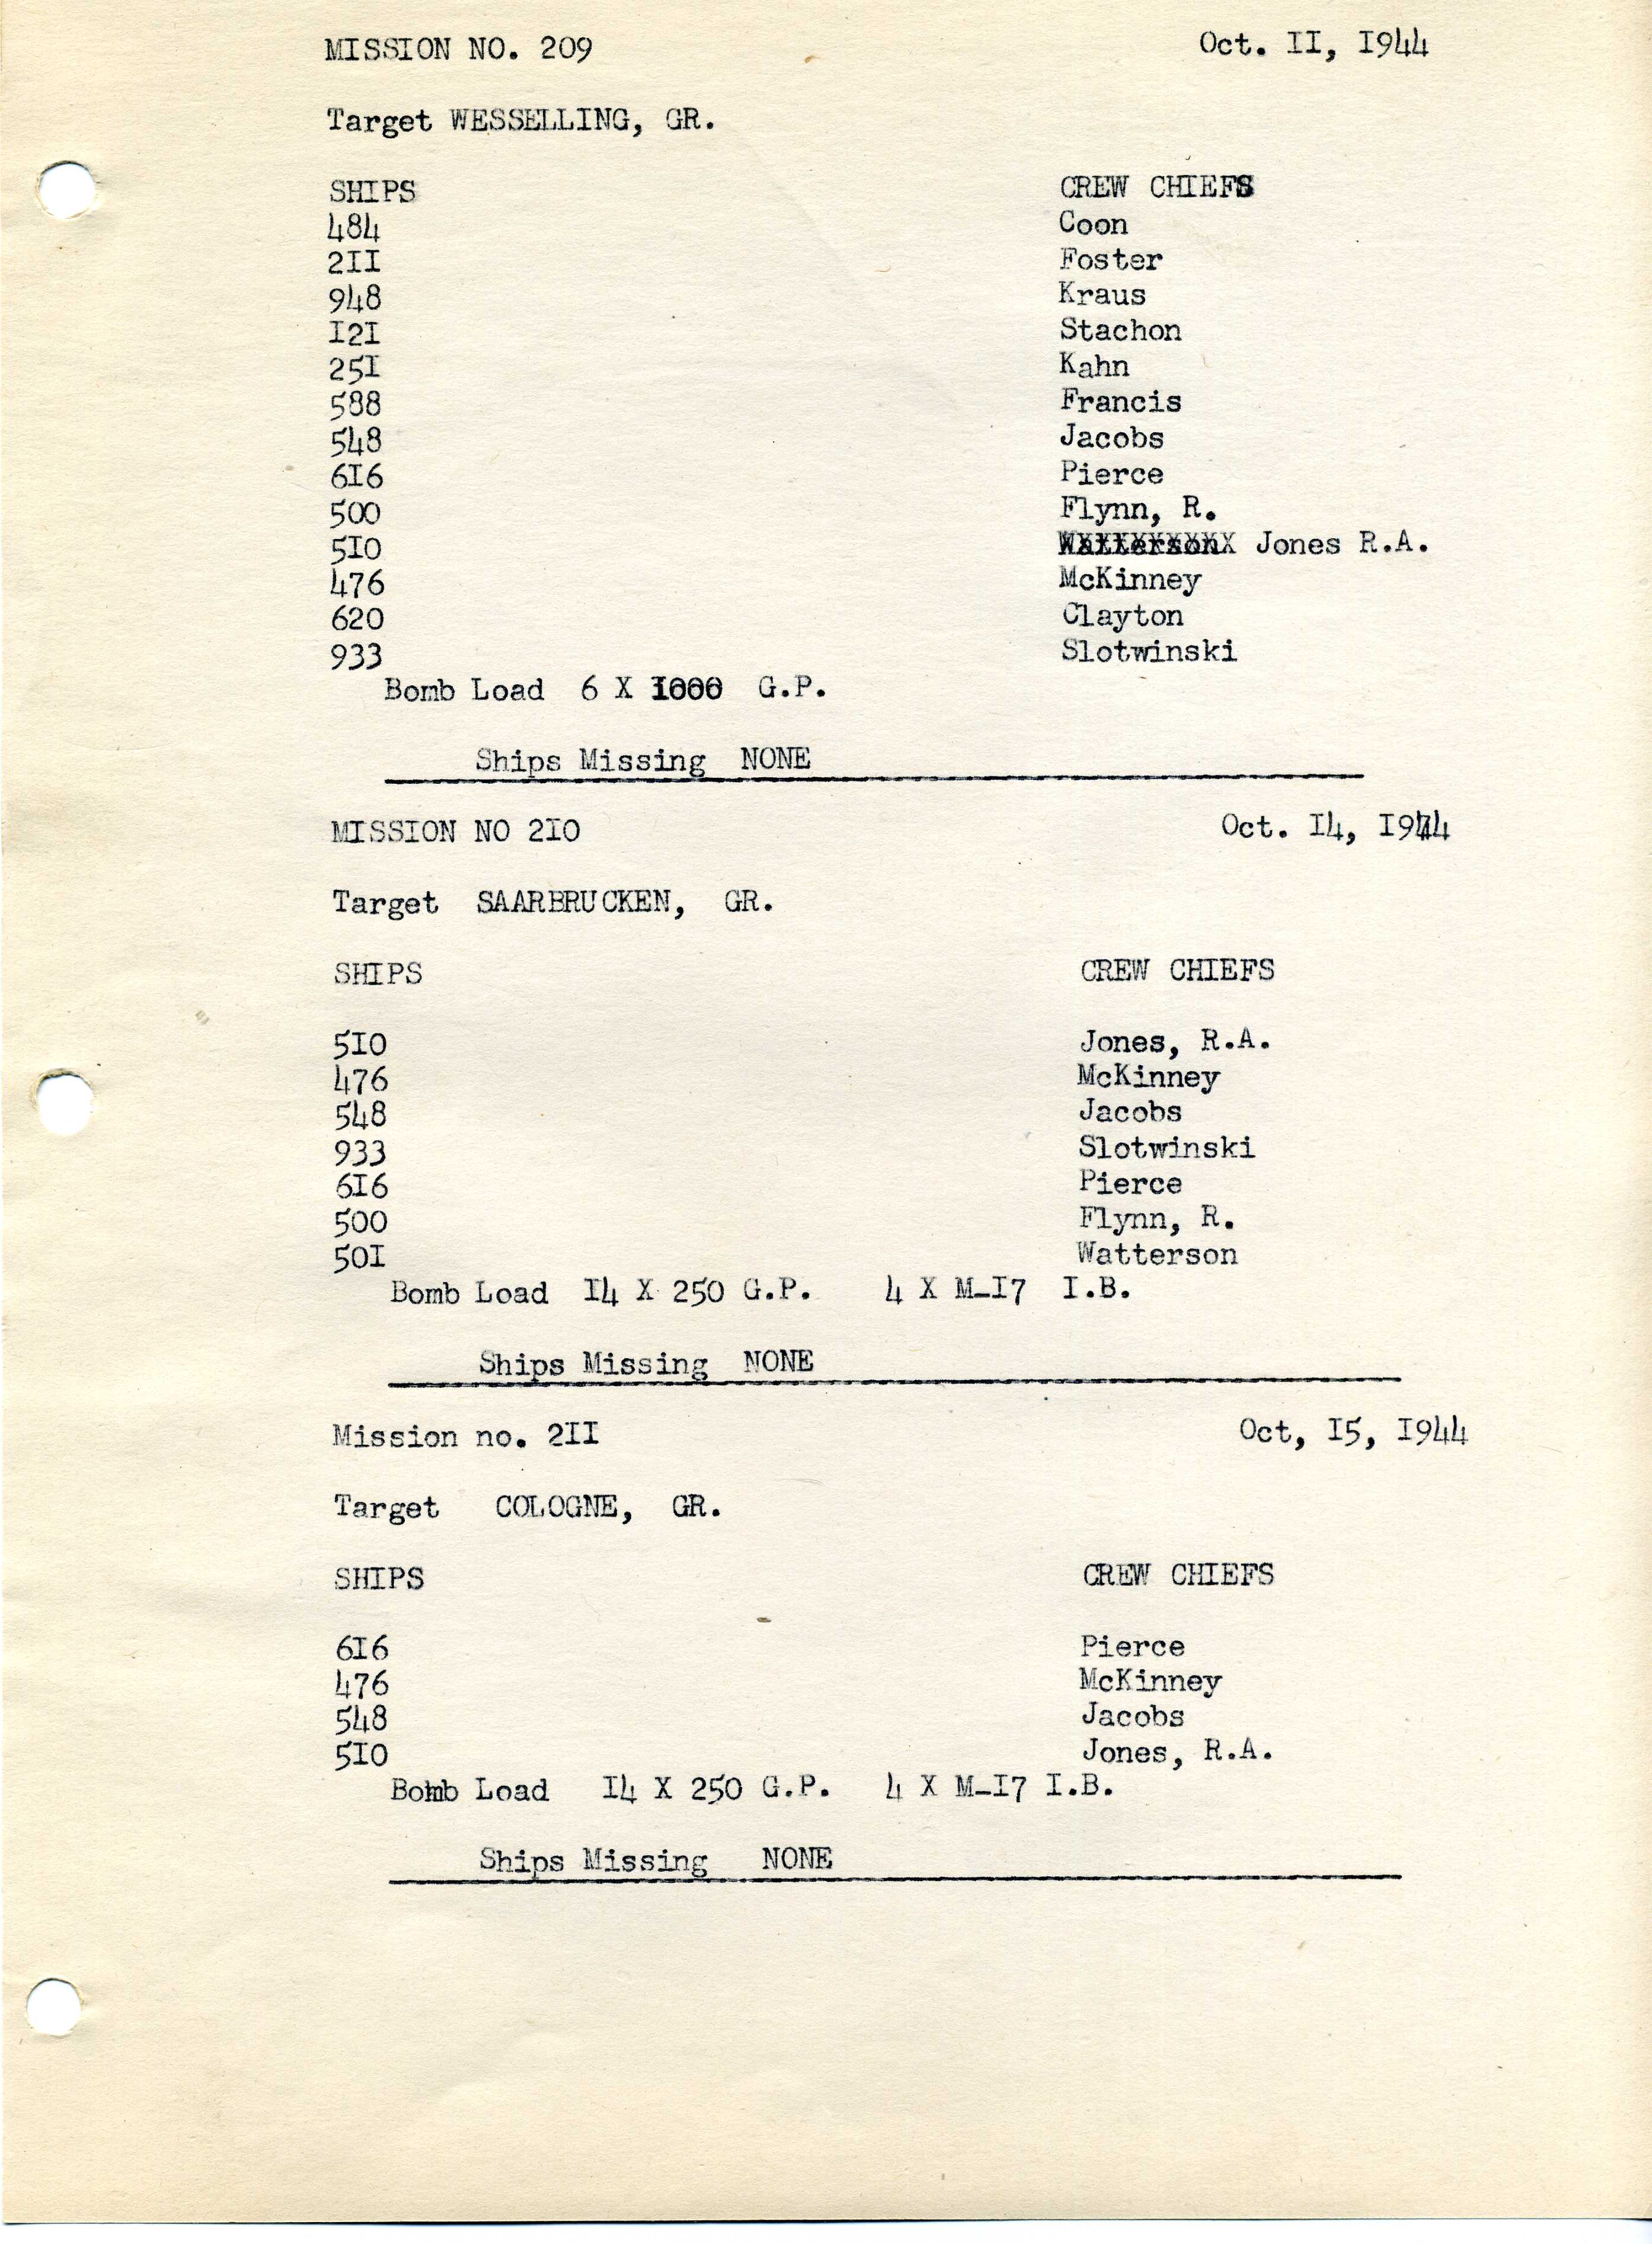 MISSION NO. 209 Oct. II, I944
Target WESSELLING, GR.
SHIPS CREW CHIEFS
484 Coon
2II Foster
948 Kraus
I2I Stachon
25I Kahn
588 Francis
548 Jacobs
6I6 Pierce
500 Flynn, R.
5I0 Jones R.A.
476 McKinney
620 Clayton
933 Slotwinski
Bomb Load 6 X I000 G.P.
Ships Missing NONE
MISSION NO 2I0 Oct. I4, I944
Target SAARBRUCKEN, GR.
SHIPS CREW CHIEFS
5I0 Jones, R.A.
476 McKinney
548 Jacobs
933 Slotwinski
6I6 Pierce
500 Flynn, R.
50I Watterson
Bomb Load I4 X 250 G.P. 4 X M-I7 I.B.
Ships Missing NONE
Mission no. 2II Oct, I5, I944
Target COLOGNE, GR.
SHIPS CREW CHIEFS
6I6 Pierce
476 McKinney
548 Jacobs
5I0 Jones, R.A.
Bomb Load I4 X 250 G.P. 4 X M-I7 I.B.
Ships Missing NONE